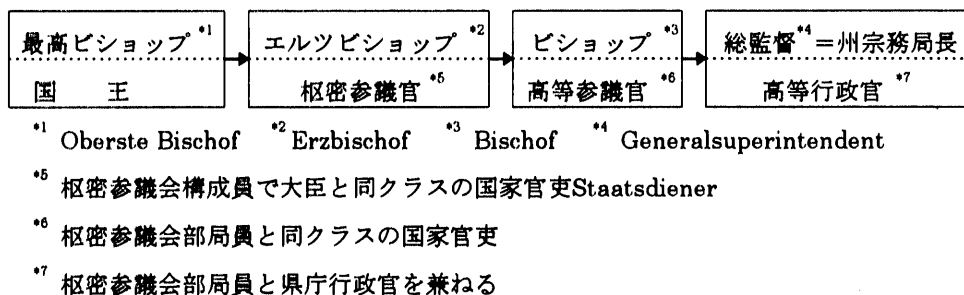 最高ビショップ*1 エルツビショップ*2 ビショップ*3 総監督*4=州宗務局長
国 王 枢密参議官*5 高等参議官*6 高等行政官*7
*1 Oberste Bischof *2 Erzbischof *3 Bischof *4 Generalsuperintendent
*5 枢密参議会構成員で大臣と同クラスの国家官吏Staatsdiener
*6 枢密参議会部局員と同クラスの国家官吏
*7 枢密参議会部局員と県庁行政官を兼ねる